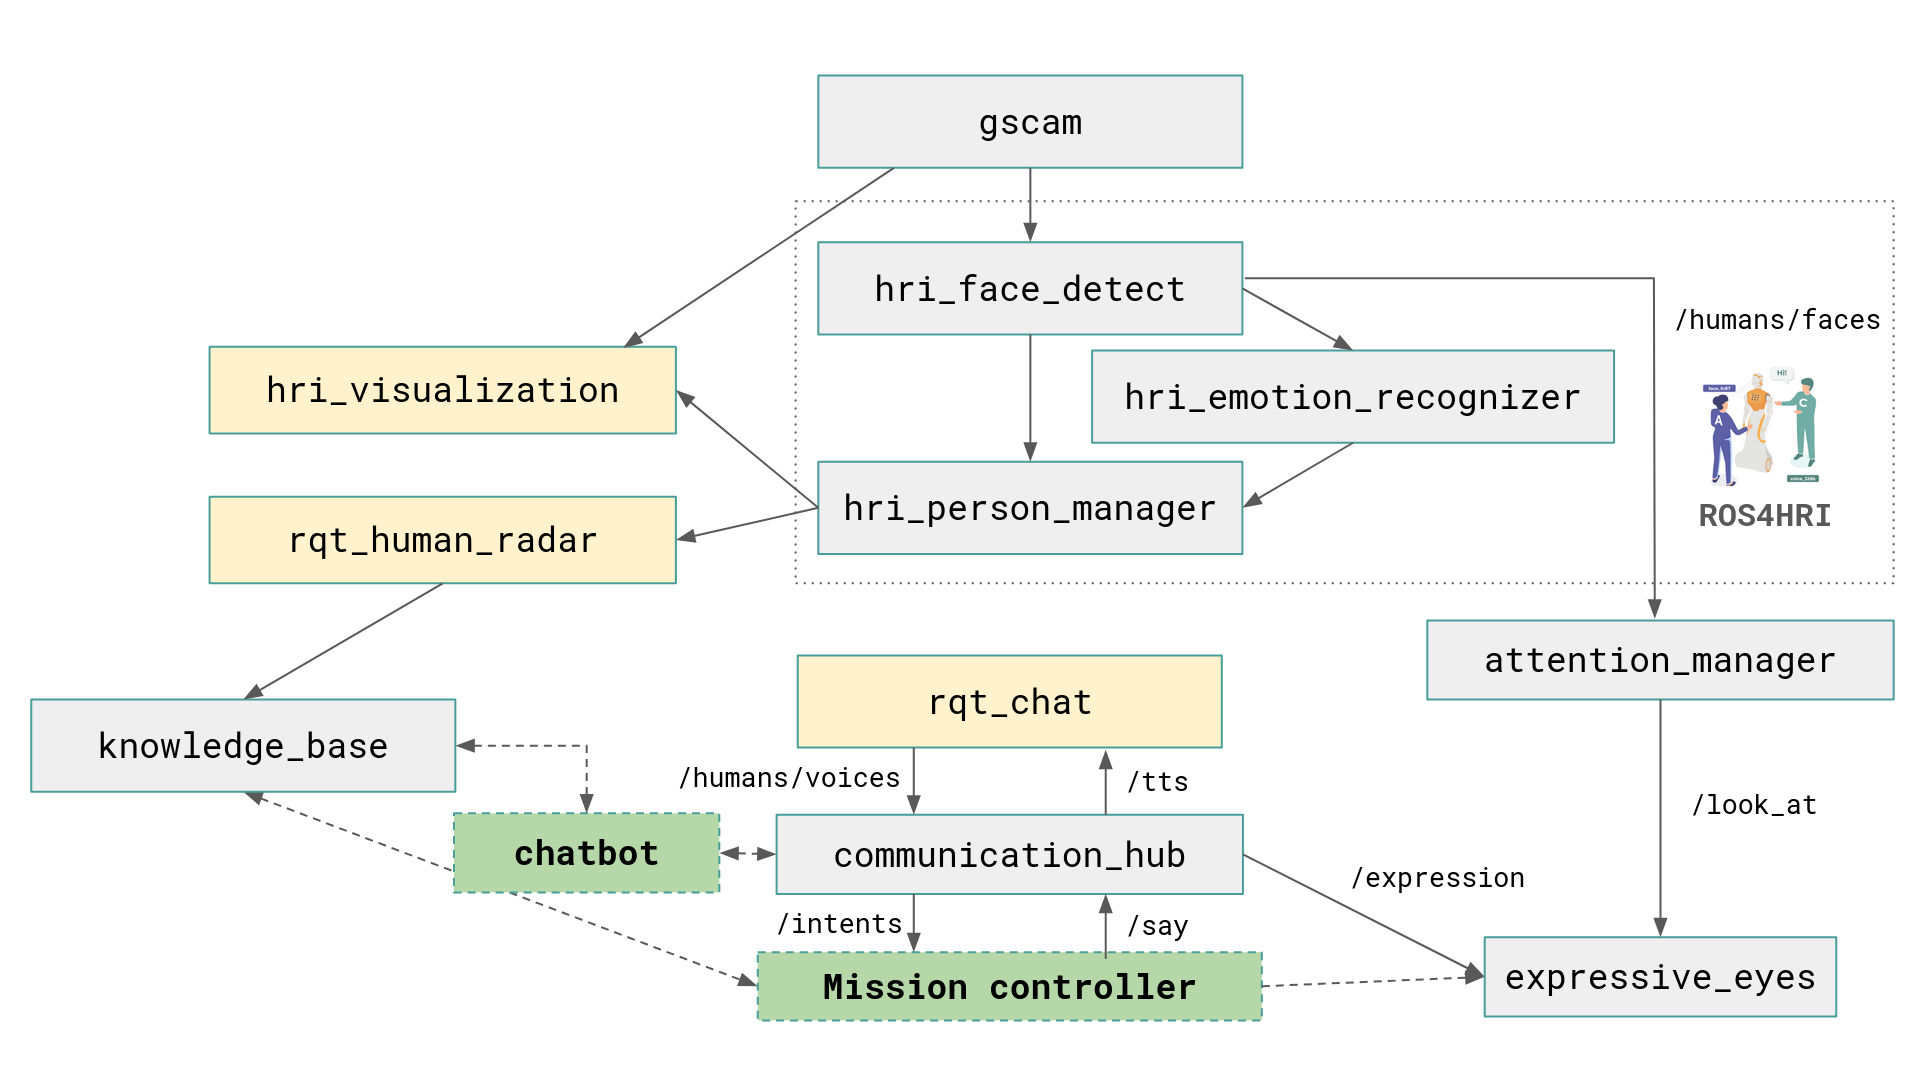 gscam
hri_face_detect
/humans/faces
hri_visualization
hri_emotion_recognizer
Hi!
A
C
hri_person_manager
ROS4HRI
rqt_human_radar
attention_manager
rqt_chat
knowledge_base
/humans/voices
/tts
/look_at
chatbot
communication_hub
/expression
/intents
/say
Mission controller
expressive_eyes